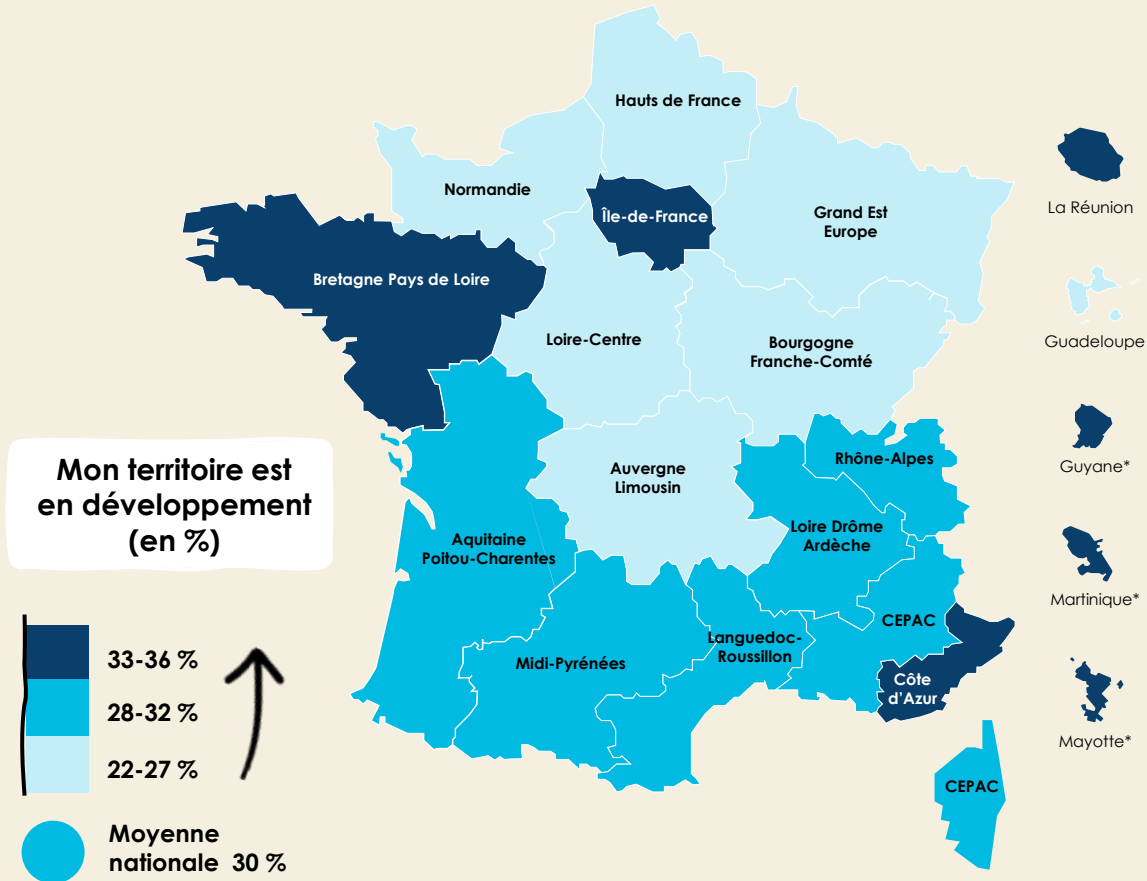 Hauts de France
Normandie
Île-de-France
Grand Est
Europe
Bretagne Pays de Loire
Loire-Centre
Bourgogne
Franche-Comté
Auvergne
Limousin
Rhône-Alpes
Loire Drôme
Ardèche
Aquitaine
Poitou-Charentes
CEPAC
Languedoc-
Roussillon
Midi-Pyrénées
Côte
d'Azur
CEPAC
La Réunion
Guadeloupe
Guyane*
Martinique*
Mayotte*
Mon territoire est
en développement
(en %)
33-36 %
28-32 %
22-27 %
Moyenne
nationale 30 %